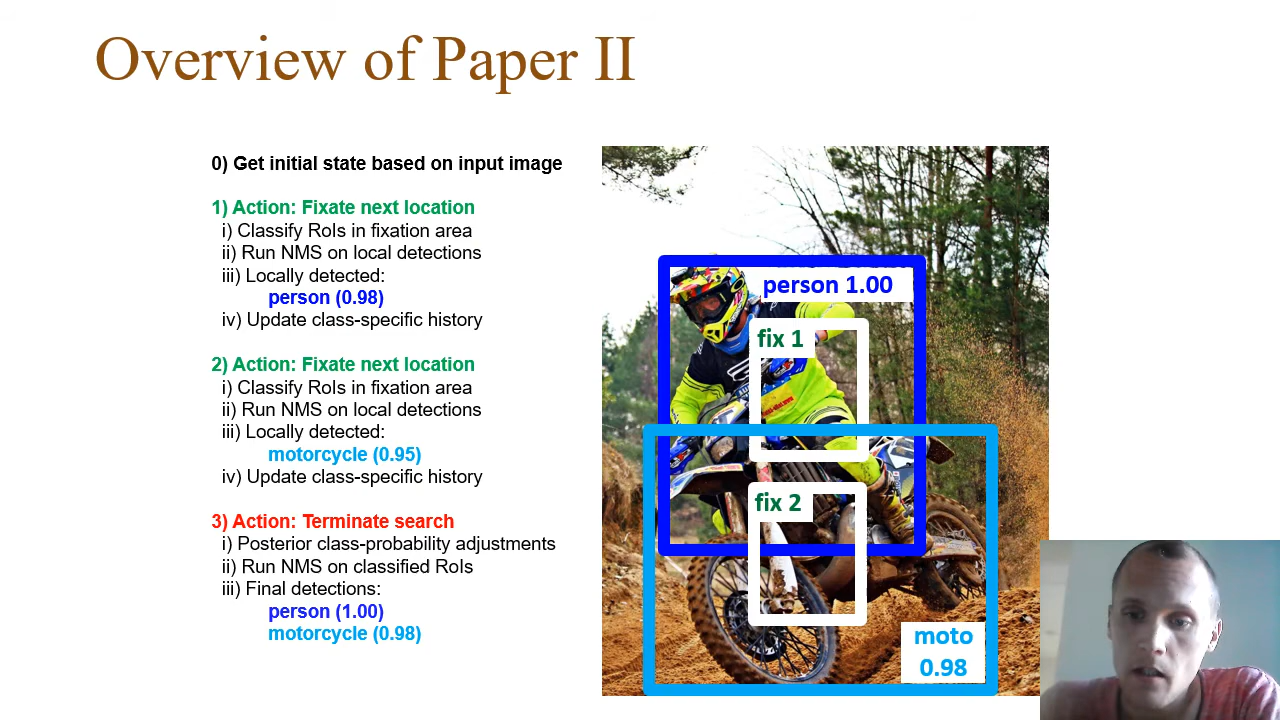 Overview of Paper II
0) Get initial state based on input image
1) Action: Fixate next location
i) Classify RoIs in fixation area
ii) Run NMS on local detections
iii) Locally detected:
person (0.98)
iv) Update class-specific history
2) Action: Fixate next location
i) Classify RoIs in fixation area
ii) Run NMS on local detections
iii) Locally detected:
motorcycle (0.95)
iv) Update class-specific history
3) Action: Terminate search
i) Posterior class-probability adjustments
ii) Run NMS on classified RoIs
iii) Final detections:
person (1.00)
motorcycle (0.98)
person 1.00
fix 1
fix 2
moto
0.98